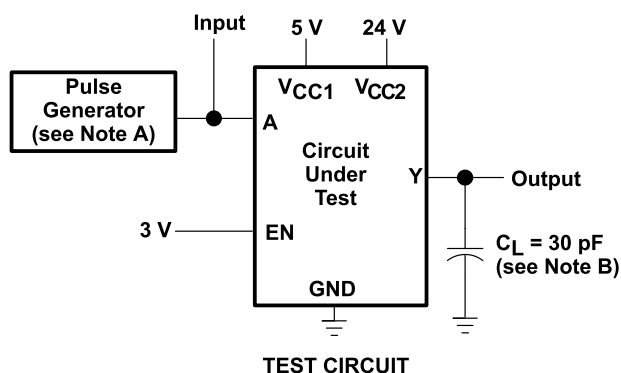 Input
5 V
24 V
Pulse
Generator
(see Note A)
VCC1
VCC2
A
Circuit
Under
Test
Y
Output
3 V
EN
CL = 30 pF
(see Note B)
GND
TEST CIRCUIT